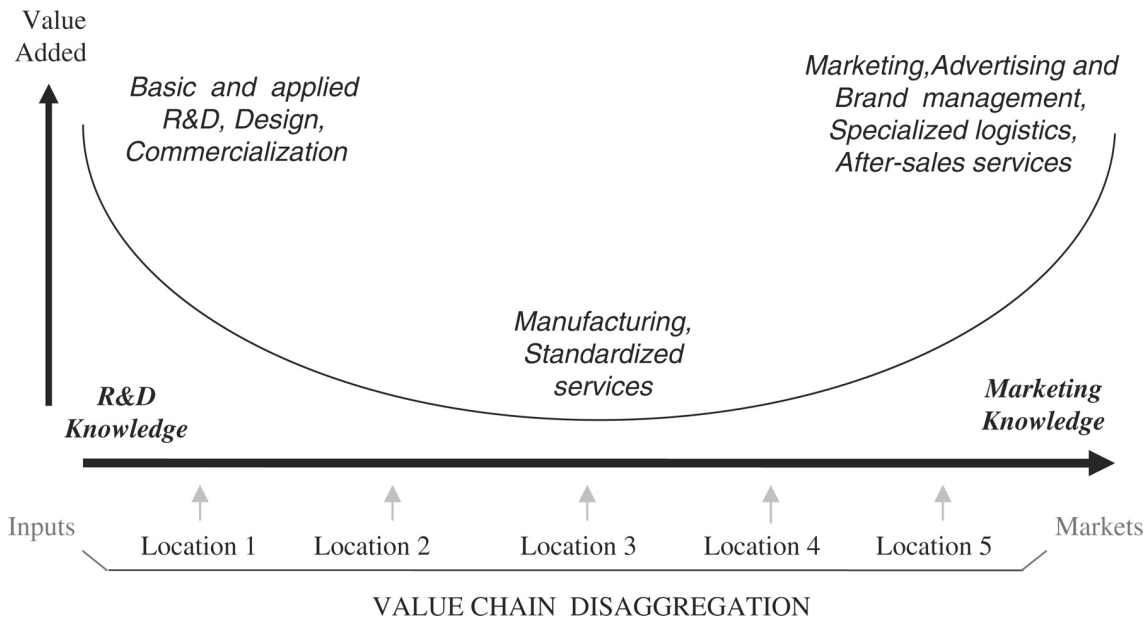 Value
Added
Basic and applied
R&D, Design,
Commercialization
Marketing,Advertising and
Brand management,
Specialized logistics,
After-sales services
Manufacturing,
Standardized
services
R&D
Knowledge
Marketing
Knowledge
Inputs
Location 1
Location 2
Location 3
Location 4
Location 5
Markets
VALUE CHAIN DISAGGREGATION